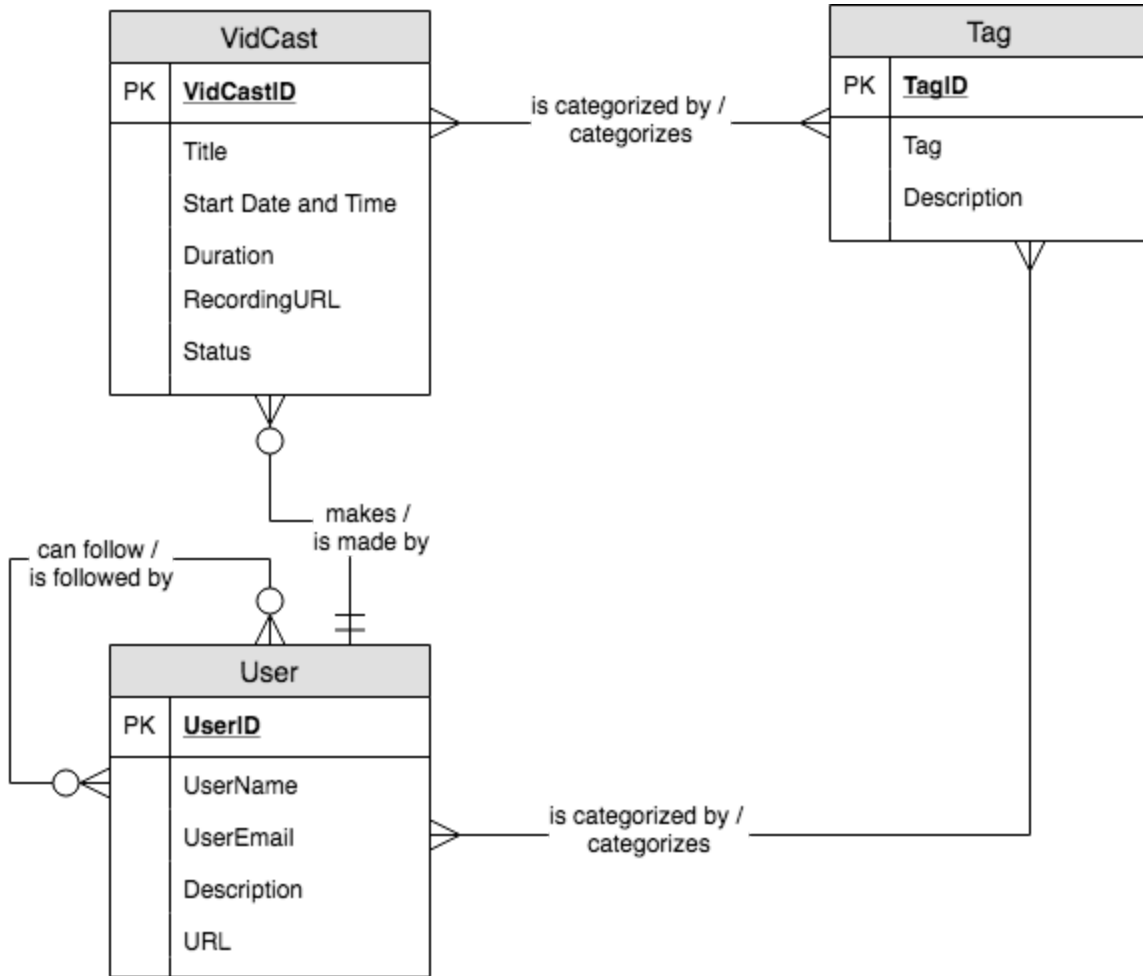 VidCast
PK VidCastID
Title
Start Date and Time
Duration
RecordingURL
Status
is categorized by /
categorizes
Tag
PK TagID
Tag
Description
makes /
is made by
can follow /
is followed by
User
PK UserID
UserName
UserEmail
Description
URL
is categorized by /
categorizes